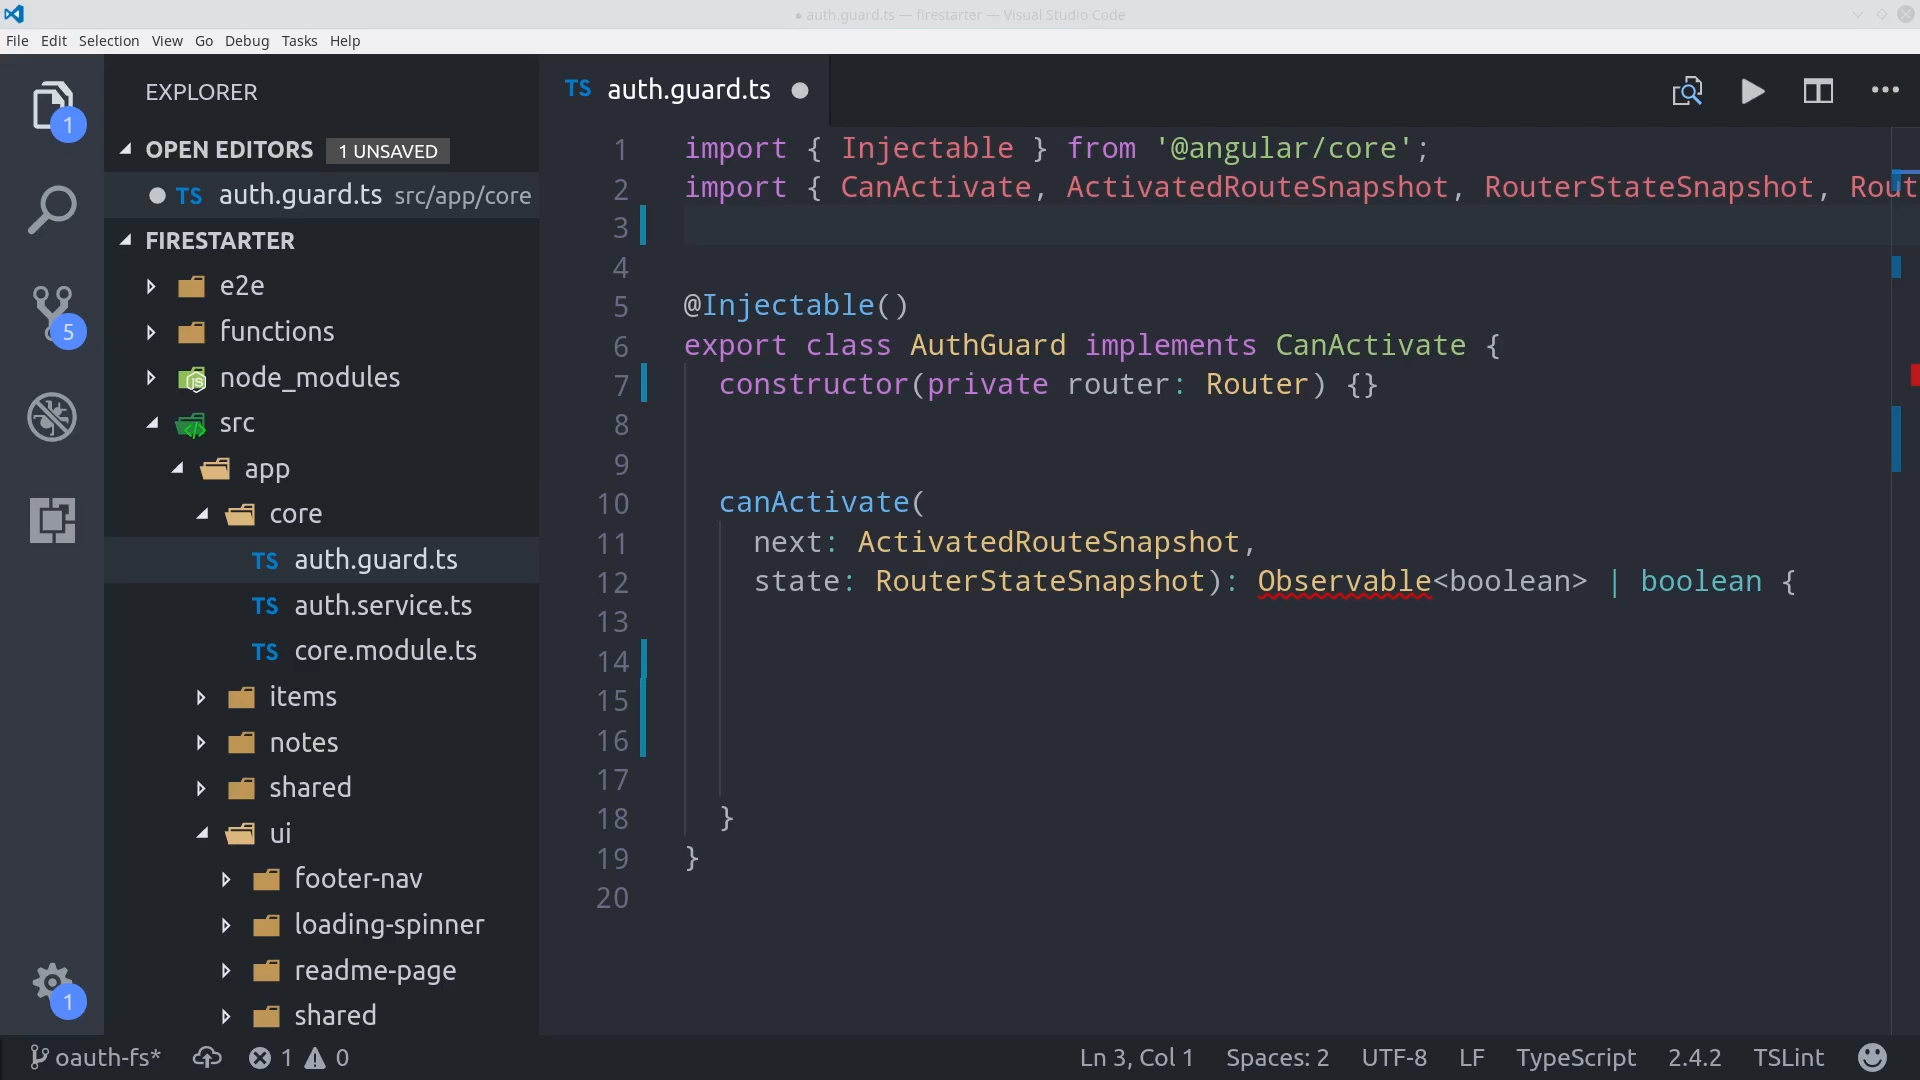 ● auth.guard.ts — firestarter — Visual Studio Code
File Edit Selection View Go Debug Tasks Help
1
5
1
EXPLORER
OPEN EDITORS 1 UNSAVED
TS auth.guard.ts src/app/core
FIRESTARTER
e2e
functions
node_modules
src
app
core
TS auth.guard.ts
TS auth.service.ts
TS core.module.ts
items
notes
shared
ui
footer-nav
loading-spinner
readme-page
shared
TS auth.guard.ts
1 import { Injectable } from '@angular/core';
2 import { CanActivate, ActivatedRouteSnapshot, RouterStateSnapshot, Rout
3
4
5 @Injectable()
6 export class AuthGuard implements CanActivate {
7 constructor(private router: Router) {}
8
9
10 canActivate(
11 next: ActivatedRouteSnapshot,
12 state: RouterStateSnapshot): Observable<boolean> | boolean {
13
14
15
16
17
18 }
19 }
20
oauth-fs* 1 0 Ln 3, Col 1 Spaces: 2 UTF-8 LF TypeScript 2.4.2 TSLint